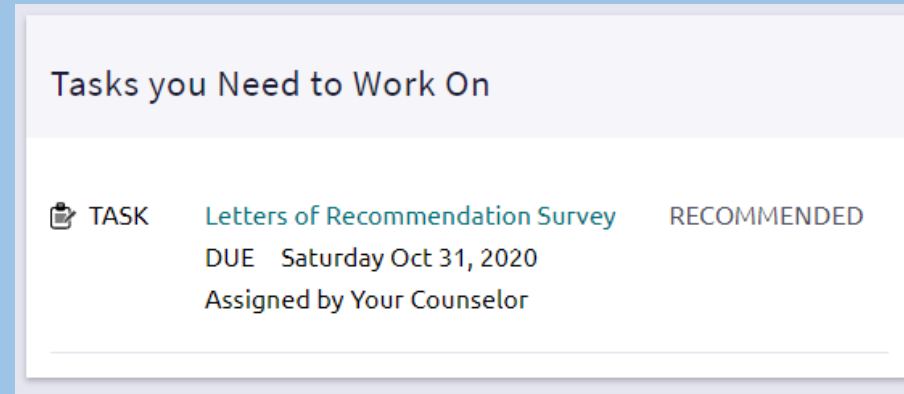 Tasks you Need to Work On
TASK Letters of Recommendation Survey RECOMMENDED
DUE Saturday Oct 31, 2020
Assigned by Your Counselor